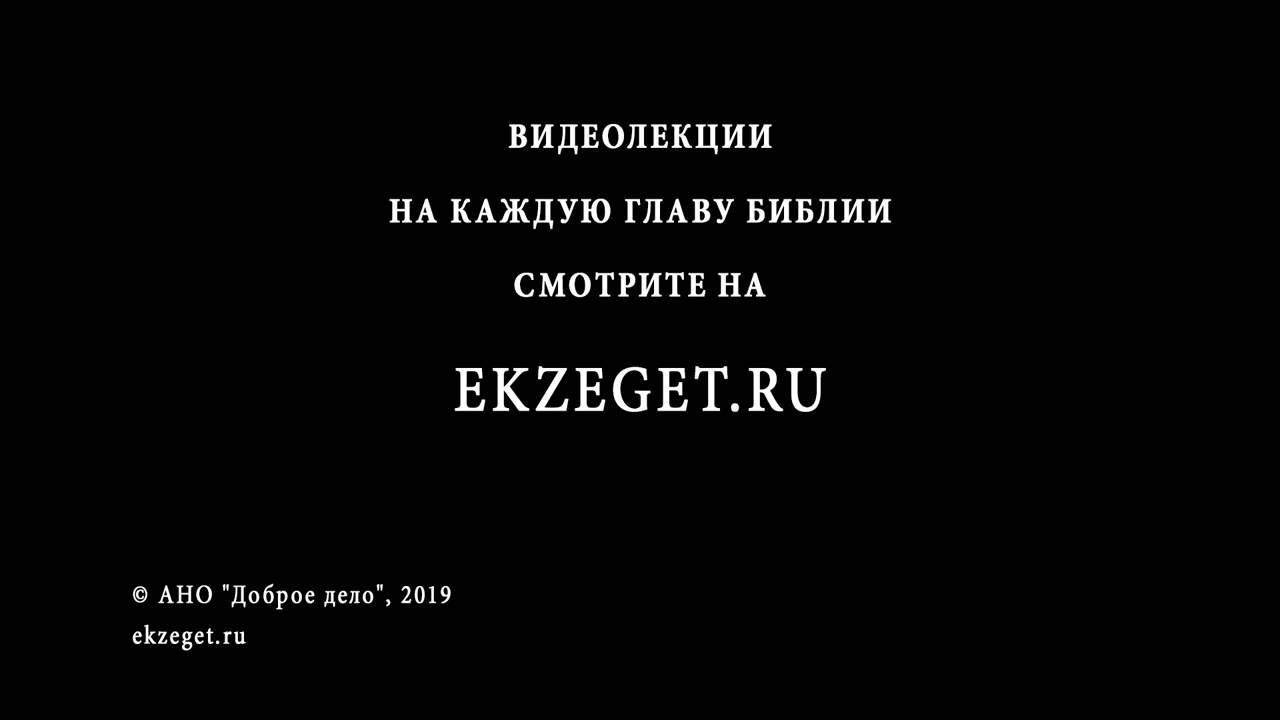 ВИДЕОЛЕКЦИИ
НА КАЖДУЮ ГЛАВУ БИБЛИИ
СМОТРИТЕ НА
EKZEGET.RU
© АНО "Доброе дело", 2019
ekzeget.ru